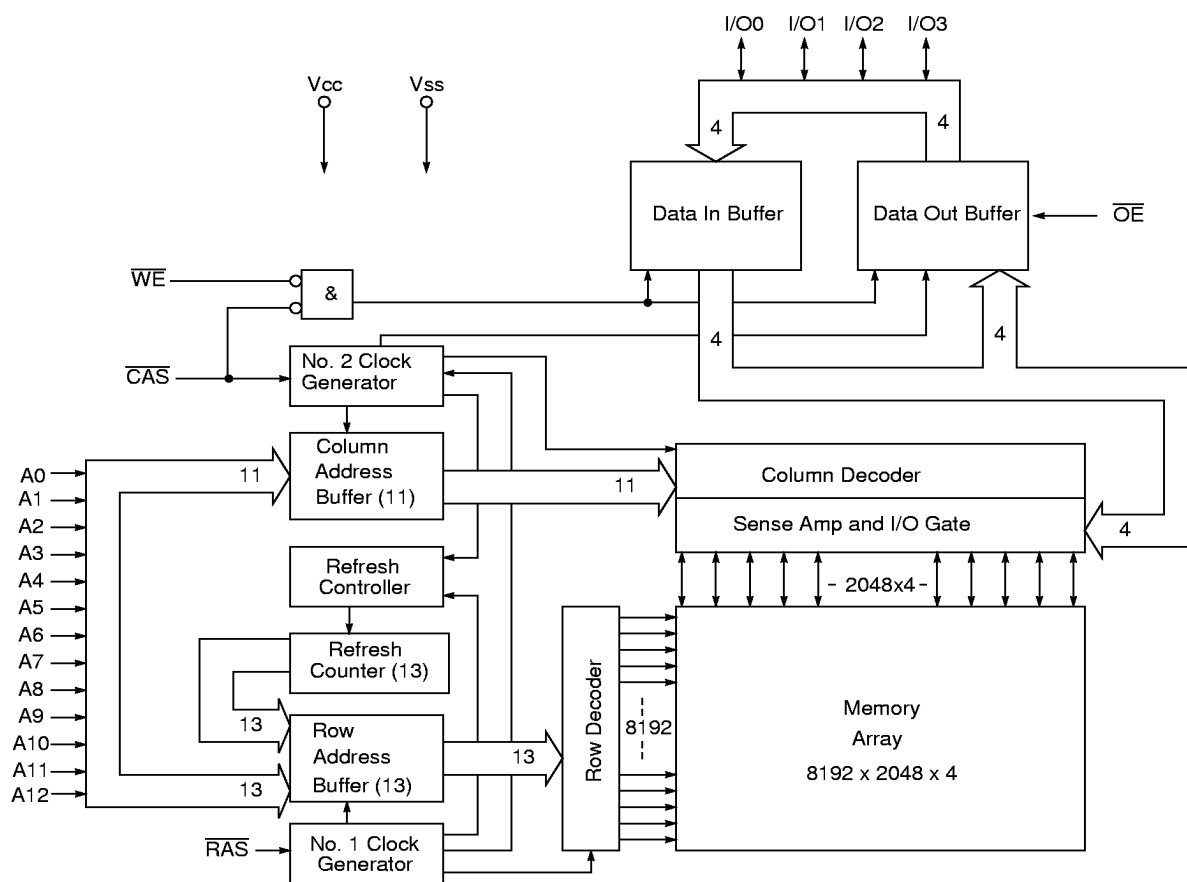 I/O0 I/O1 I/O2 I/O3
Vcc Vss
4 4
Data In Buffer
Data Out Buffer
OE
WE
&
4 4
CAS
No. 2 Clock
Generator
Column
Address
Buffer (11)
11
11
Column Decoder
Sense Amp and I/O Gate
4
A0
A1
A2
A3
A4
A5
A6
A7
A8
A9
A10
A11
A12
Refresh
Controller
- 2048x4 -
Refresh
Counter (13)
13
Row
Address
Buffer (13)
13
13
Row Decoder
8192
Memory
Array
8192 x 2048 x 4
RAS
No. 1 Clock
Generator